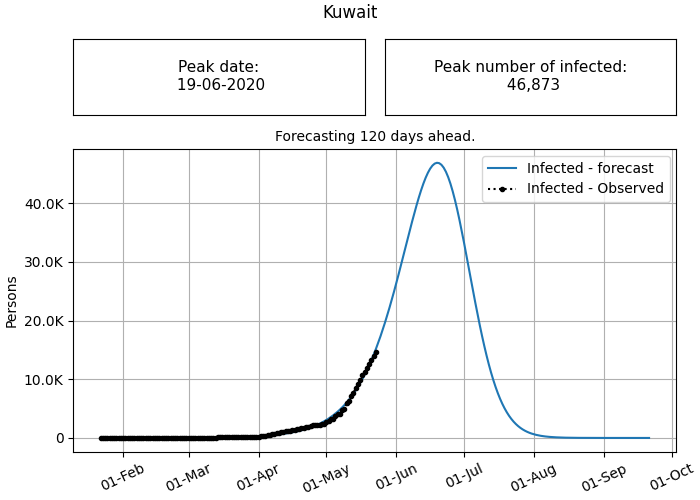 Kuwait
Peak date:
19-06-2020
Peak number of infected:
46,873
Forecasting 120 days ahead.
Infected - forecast
Infected - Observed
Persons
40.0K
30.0K
20.0K
10.0K
0
01-Feb
01-Mar
01-Apr
01-May
01-Jun
01-Jul
01-Aug
01-Sep
01-Oct